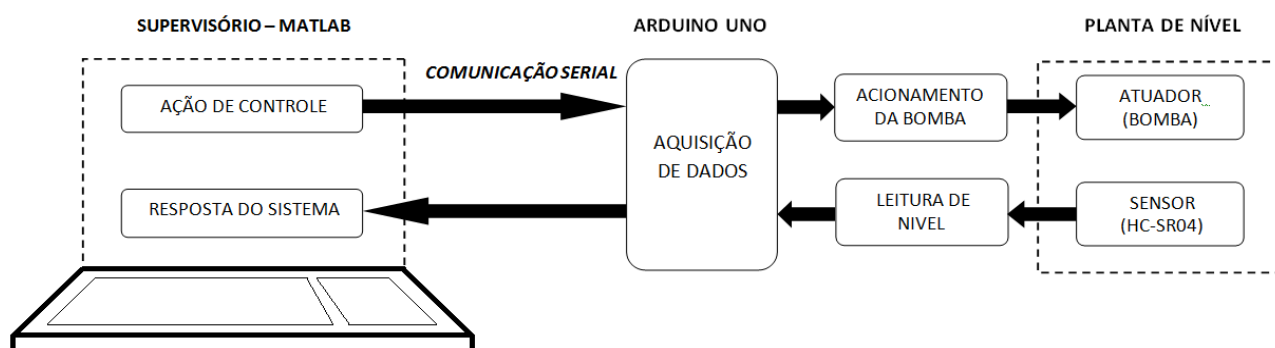 SUPERVISÓRIO – MATLAB
ARDUINO UNO
PLANTA DE NÍVEL
COMUNICAÇÃO SERIAL
AÇÃO DE CONTROLE
AQUISIÇÃO
DE DADOS
ACIONAMENTO
DA BOMBA
ATUADOR
(BOMBA)
RESPOSTA DO SISTEMA
LEITURA DE
NIVEL
SENSOR
(HC-SR04)